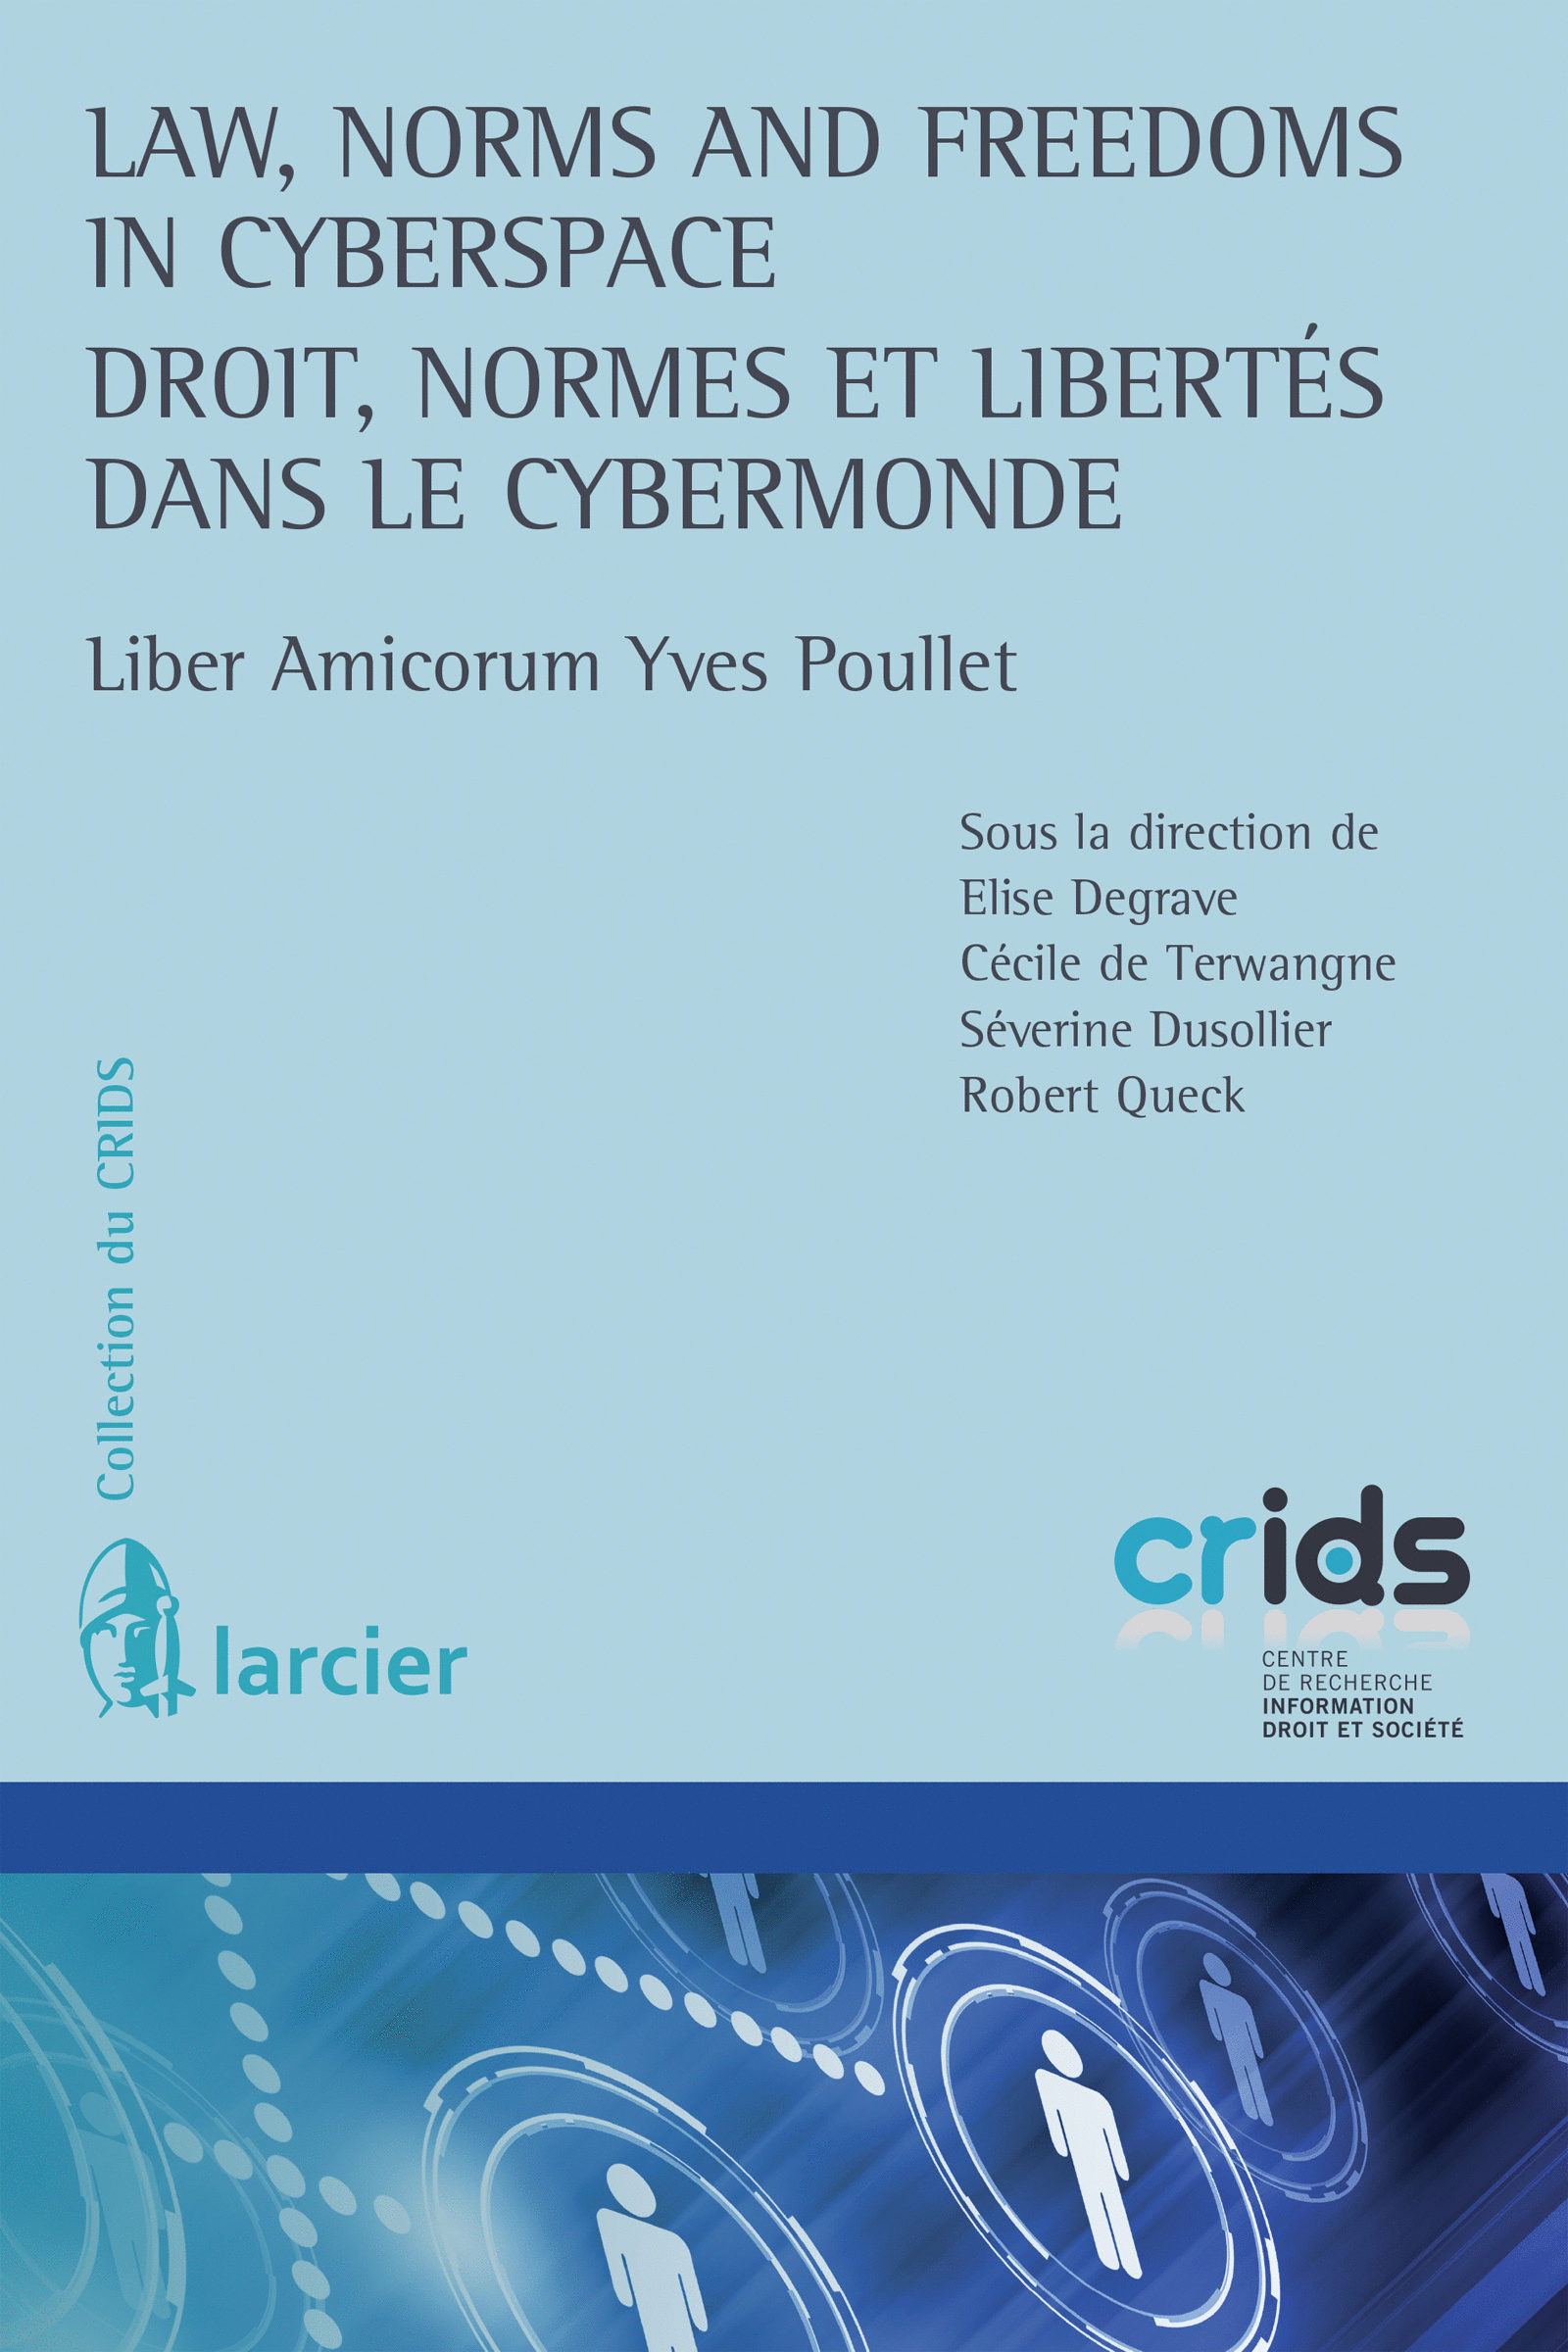 LAW, NORMS AND FREEDOMS
IN CYBERSPACE
DROIT, NORMES ET LIBERTÉS
DANS LE CYBERMONDE
Liber Amicorum Yves Poullet
Sous la direction de
Elise Degrave
Cécile de Terwangne
Séverine Dusollier
Robert Queck
Collection du CRIDS
larcier
crids
CENTRE
DE RECHERCHE
INFORMATION
DROIT ET SOCIÉTÉ